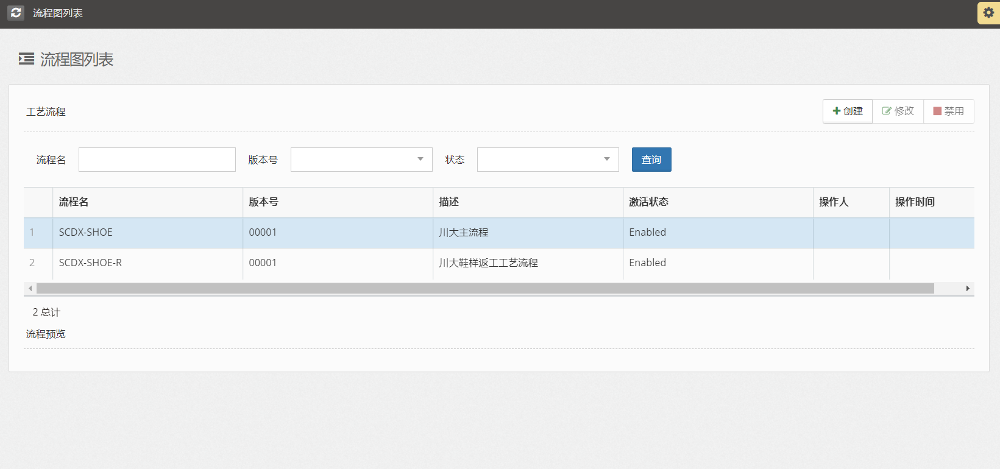 流程图列表
流程图列表
工艺流程
创建 修改 禁用
流程名 版本号 状态 查询
流程名 版本号 描述 激活状态 操作人 操作时间
1 SCDX-SHOE 00001 川大主流程 Enabled
2 SCDX-SHOE-R 00001 川大鞋样返工工艺流程 Enabled
2 总计
流程预览